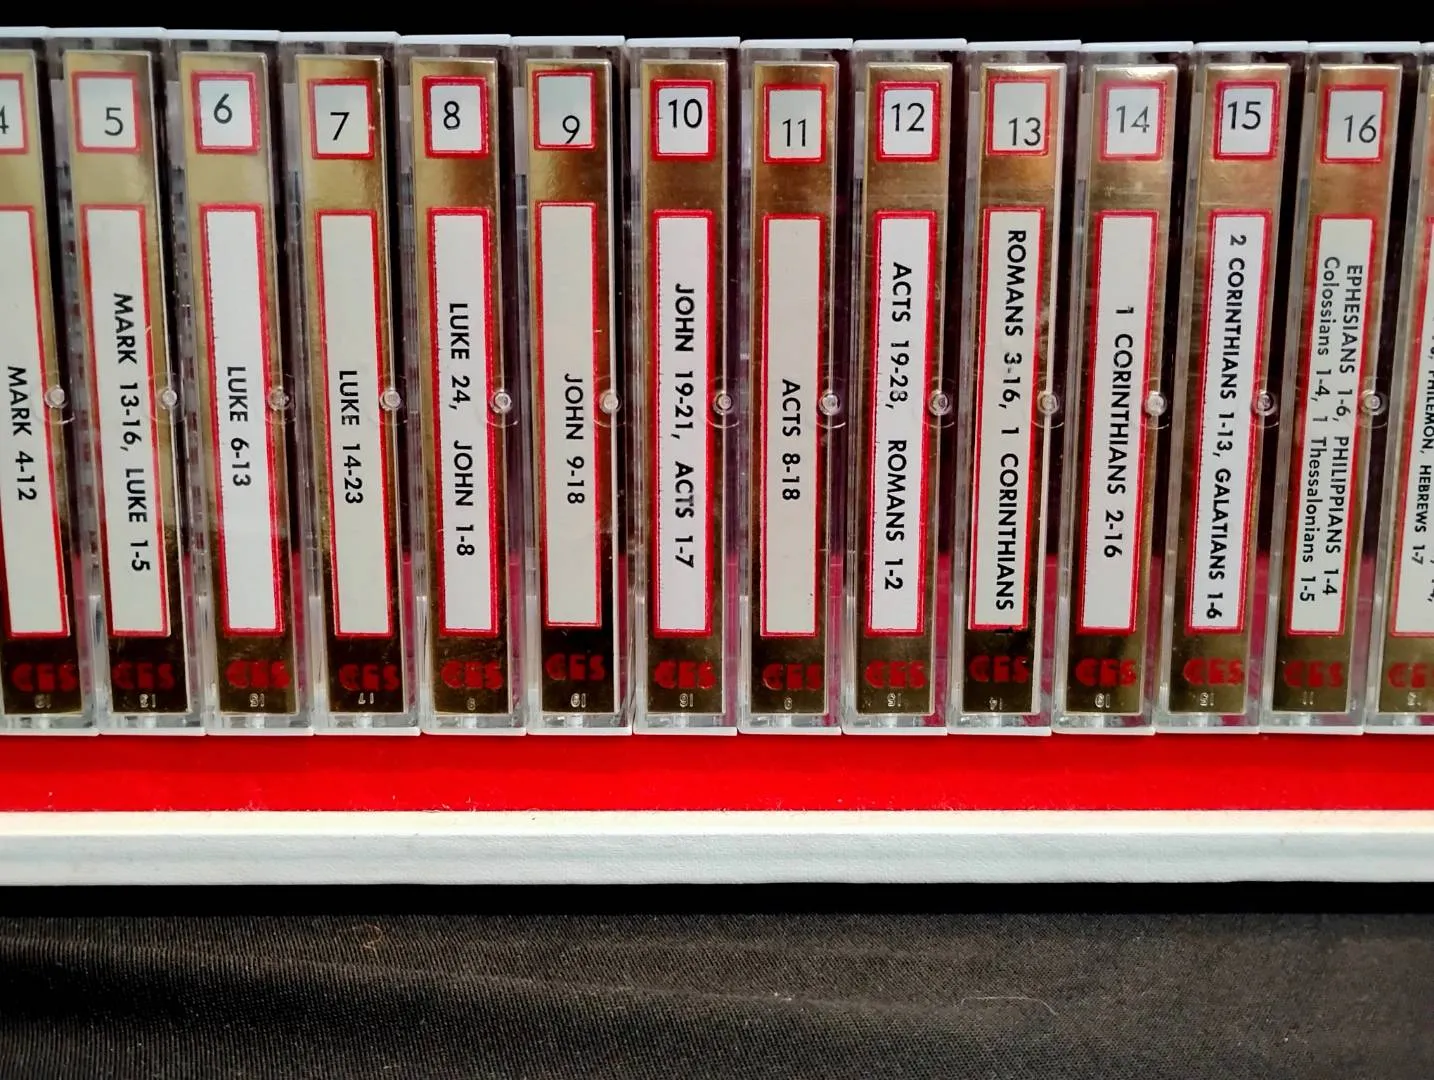 4
MARK 4-12
5
MARK 13-16, LUKE 1-5
6
LUKE 6-13
7
LUKE 14-23
8
LUKE 24, JOHN 1-8
9
JOHN 9-18
10
JOHN 19-21, ACTS 1-7
11
ACTS 8-18
12
ACTS 19-23, ROMANS 1-2
13
ROMANS 3-16, 1 CORINTHIANS
14
1 CORINTHIANS 2-16
15
2 CORINTHIANS 1-13, GALATIANS 1-6
16
EPHESIANS 1-6, PHILIPPIANS 1-4
Colossians 1-4, 1 Thessalonians 1-5
PHILEMON, HEBREWS 1-7